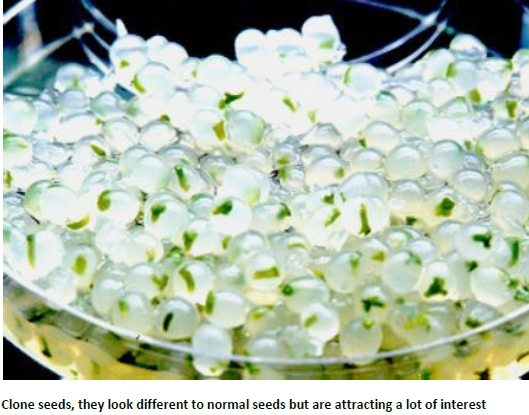 Clone seeds, they look different to normal seeds but are attracting a lot of interest